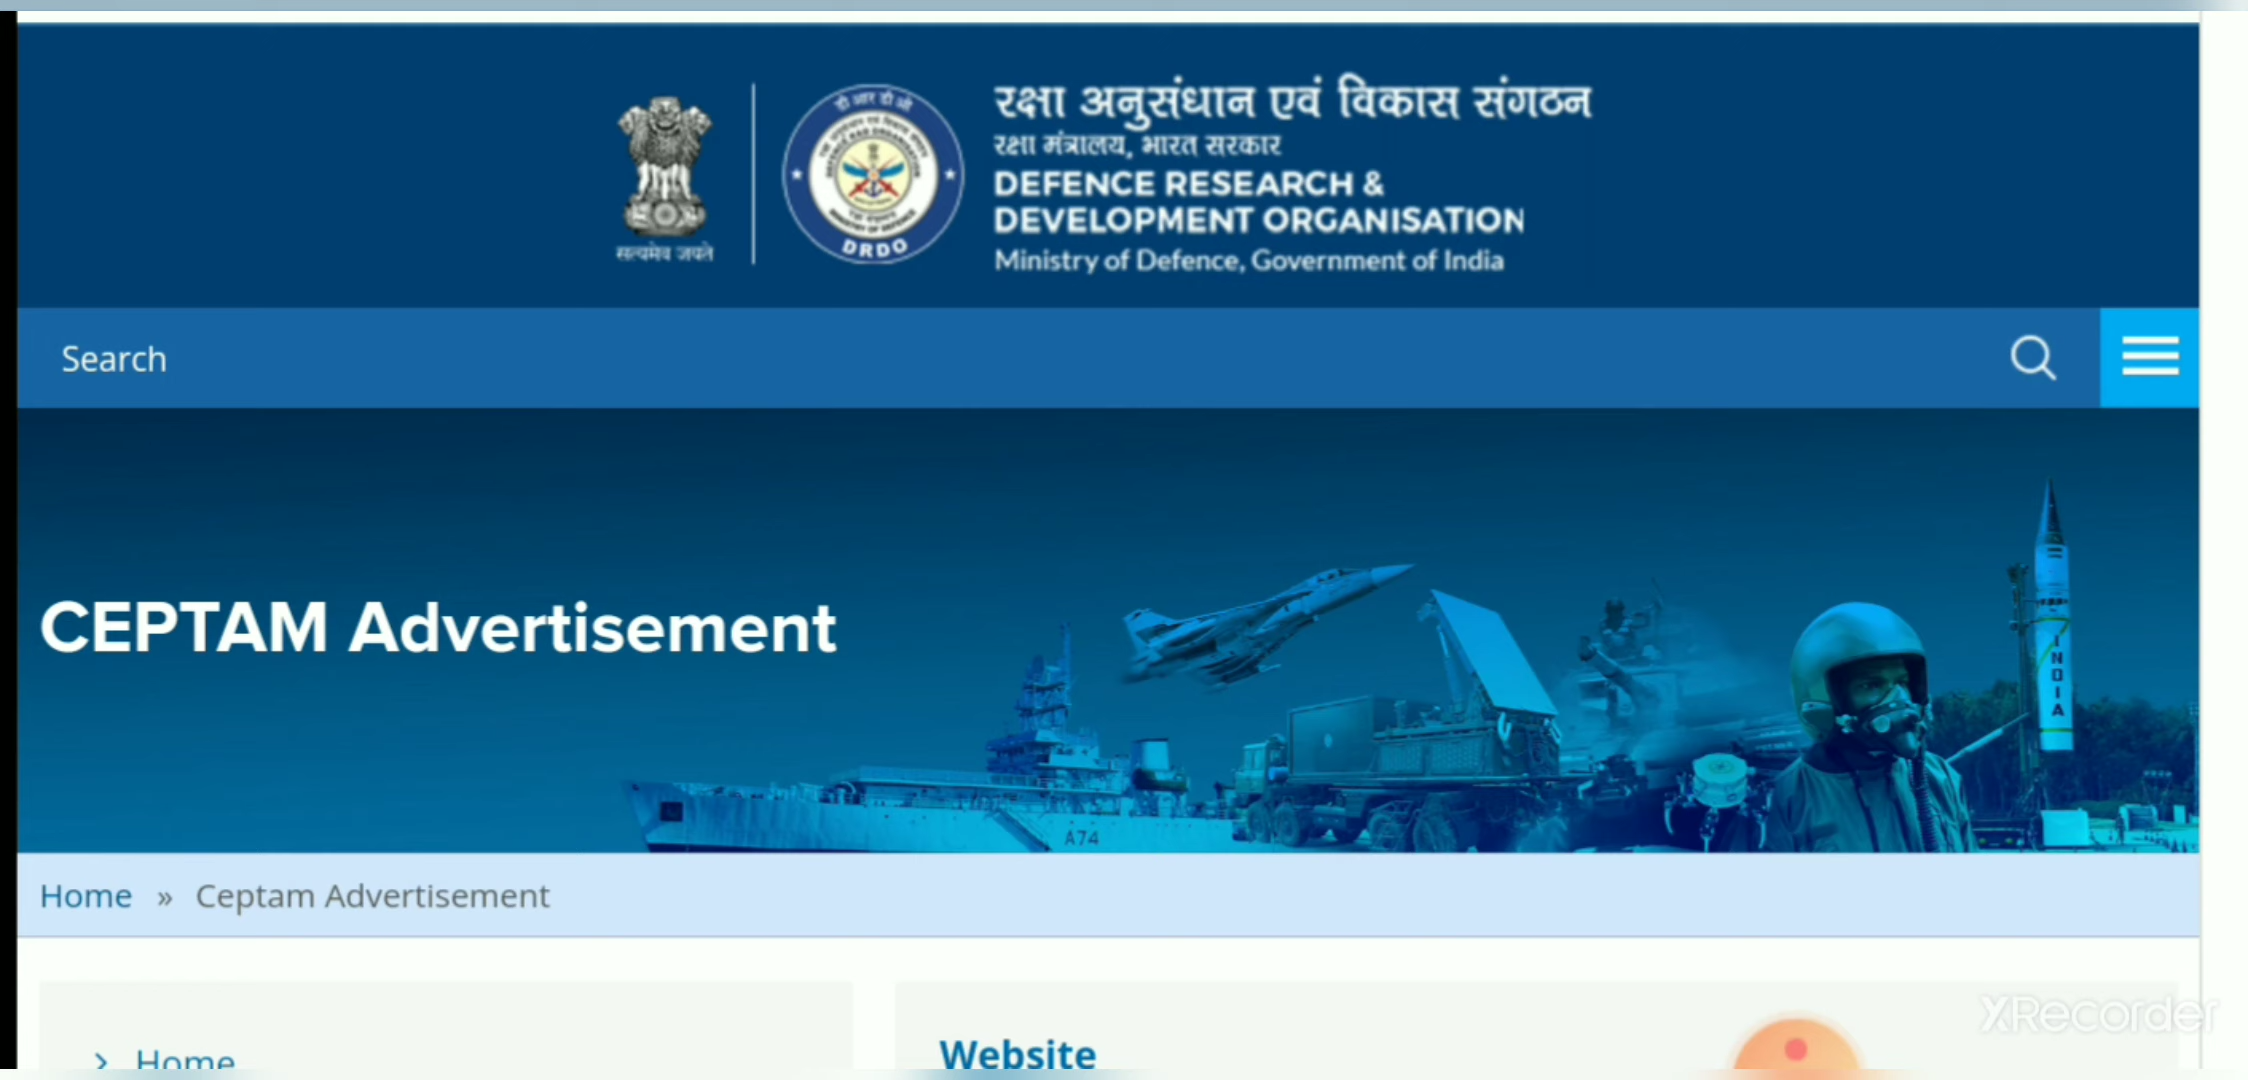 रक्षा अनुसंधान एवं विकास संगठन
रक्षा मंत्रालय, भारत सरकार
DEFENCE RESEARCH &
DEVELOPMENT ORGANISATION
Ministry of Defence, Government of India
सत्यमेव जयते
डी आर डी ओ
DRDO
Search
CEPTAM Advertisement
INDIA
A74
Home » Ceptam Advertisement
> Home
Website
XRecorder